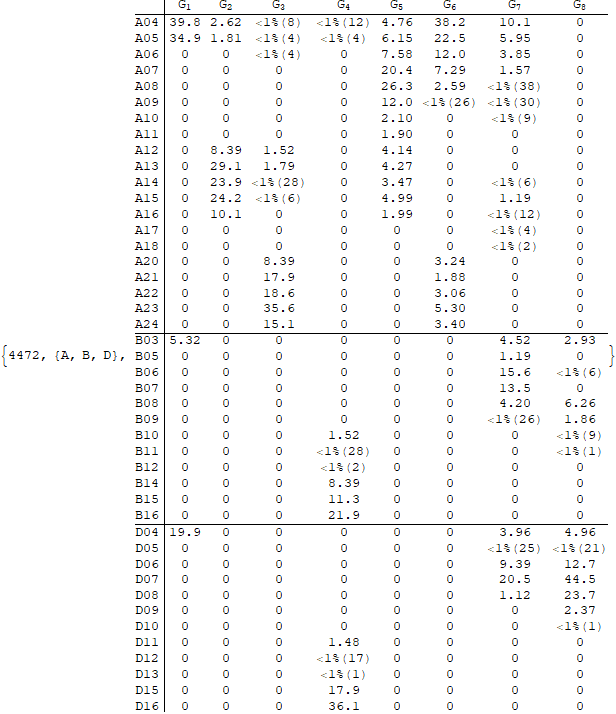 G₁ G₂ G₃ G₄ G₅ G₆ G₇ G₈
A04 39.8 2.62 <1%(8) <1%(12) 4.76 38.2 10.1 0
A05 34.9 1.81 <1%(4) <1%(4) 6.15 22.5 5.95 0
A06 0 0 <1%(4) 0 7.58 12.0 3.85 0
A07 0 0 0 0 20.4 7.29 1.57 0
A08 0 0 0 0 26.3 2.59 <1%(38) 0
A09 0 0 0 0 12.0 <1%(26) <1%(30) 0
A10 0 0 0 0 2.10 0 <1%(9) 0
A11 0 0 0 0 1.90 0 0 0
A12 0 8.39 1.52 0 4.14 0 0 0
A13 0 29.1 1.79 0 4.27 0 0 0
A14 0 23.9 <1%(28) 0 3.47 0 <1%(6) 0
A15 0 24.2 <1%(6) 0 4.99 0 1.19 0
A16 0 10.1 0 0 1.99 0 <1%(12) 0
A17 0 0 0 0 0 0 <1%(4) 0
A18 0 0 0 0 0 0 <1%(2) 0
A20 0 0 8.39 0 0 3.24 0 0
A21 0 0 17.9 0 0 1.88 0 0
A22 0 0 18.6 0 0 3.06 0 0
A23 0 0 35.6 0 0 5.30 0 0
A24 0 0 15.1 0 0 3.40 0 0
B03 5.32 0 0 0 0 0 4.52 2.93
{4472, {A, B, D}, B05 0 0 0 0 0 0 1.19 0 }
B06 0 0 0 0 0 0 15.6 <1%(6)
B07 0 0 0 0 0 0 13.5 0
B08 0 0 0 0 0 0 4.20 6.26
B09 0 0 0 0 0 0 <1%(26) 1.86
B10 0 0 0 1.52 0 0 0 <1%(9)
B11 0 0 0 <1%(28) 0 0 0 <1%(1)
B12 0 0 0 <1%(2) 0 0 0 0
B14 0 0 0 8.39 0 0 0 0
B15 0 0 0 11.3 0 0 0 0
B16 0 0 0 21.9 0 0 0 0
D04 19.9 0 0 0 0 0 3.96 4.96
D05 0 0 0 0 0 0 <1%(25) <1%(21)
D06 0 0 0 0 0 0 9.39 12.7
D07 0 0 0 0 0 0 20.5 44.5
D08 0 0 0 0 0 0 1.12 23.7
D09 0 0 0 0 0 0 0 2.37
D10 0 0 0 0 0 0 0 <1%(1)
D11 0 0 0 1.48 0 0 0 0
D12 0 0 0 <1%(17) 0 0 0 0
D13 0 0 0 <1%(1) 0 0 0 0
D15 0 0 0 17.9 0 0 0 0
D16 0 0 0 36.1 0 0 0 0